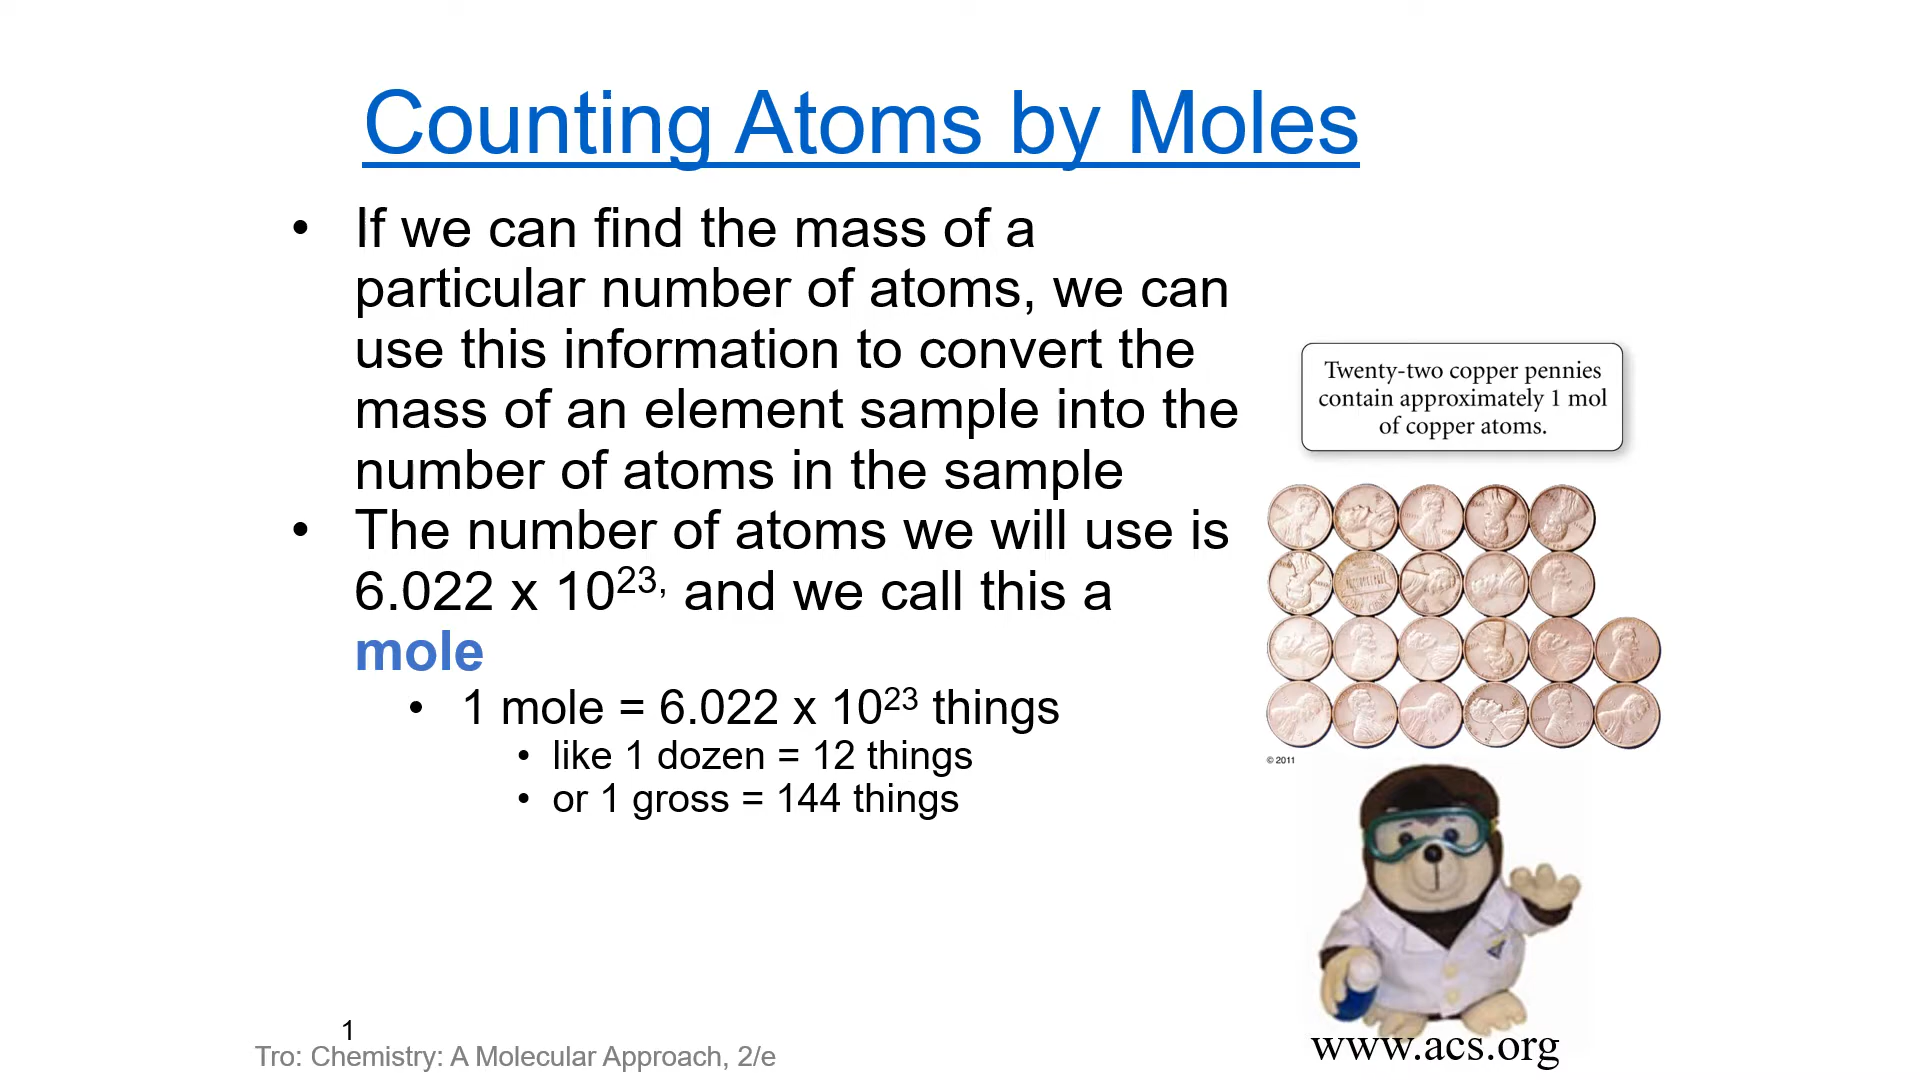 Counting Atoms by Moles
• If we can find the mass of a
particular number of atoms, we can
use this information to convert the
mass of an element sample into the
number of atoms in the sample
• The number of atoms we will use is
6.022 x 10²³, and we call this a
mole
• 1 mole = 6.022 x 10²³ things
• like 1 dozen = 12 things
• or 1 gross = 144 things
Twenty-two copper pennies
contain approximately 1 mol
of copper atoms.
© 2011
www.acs.org
1
Tro: Chemistry: A Molecular Approach, 2/e